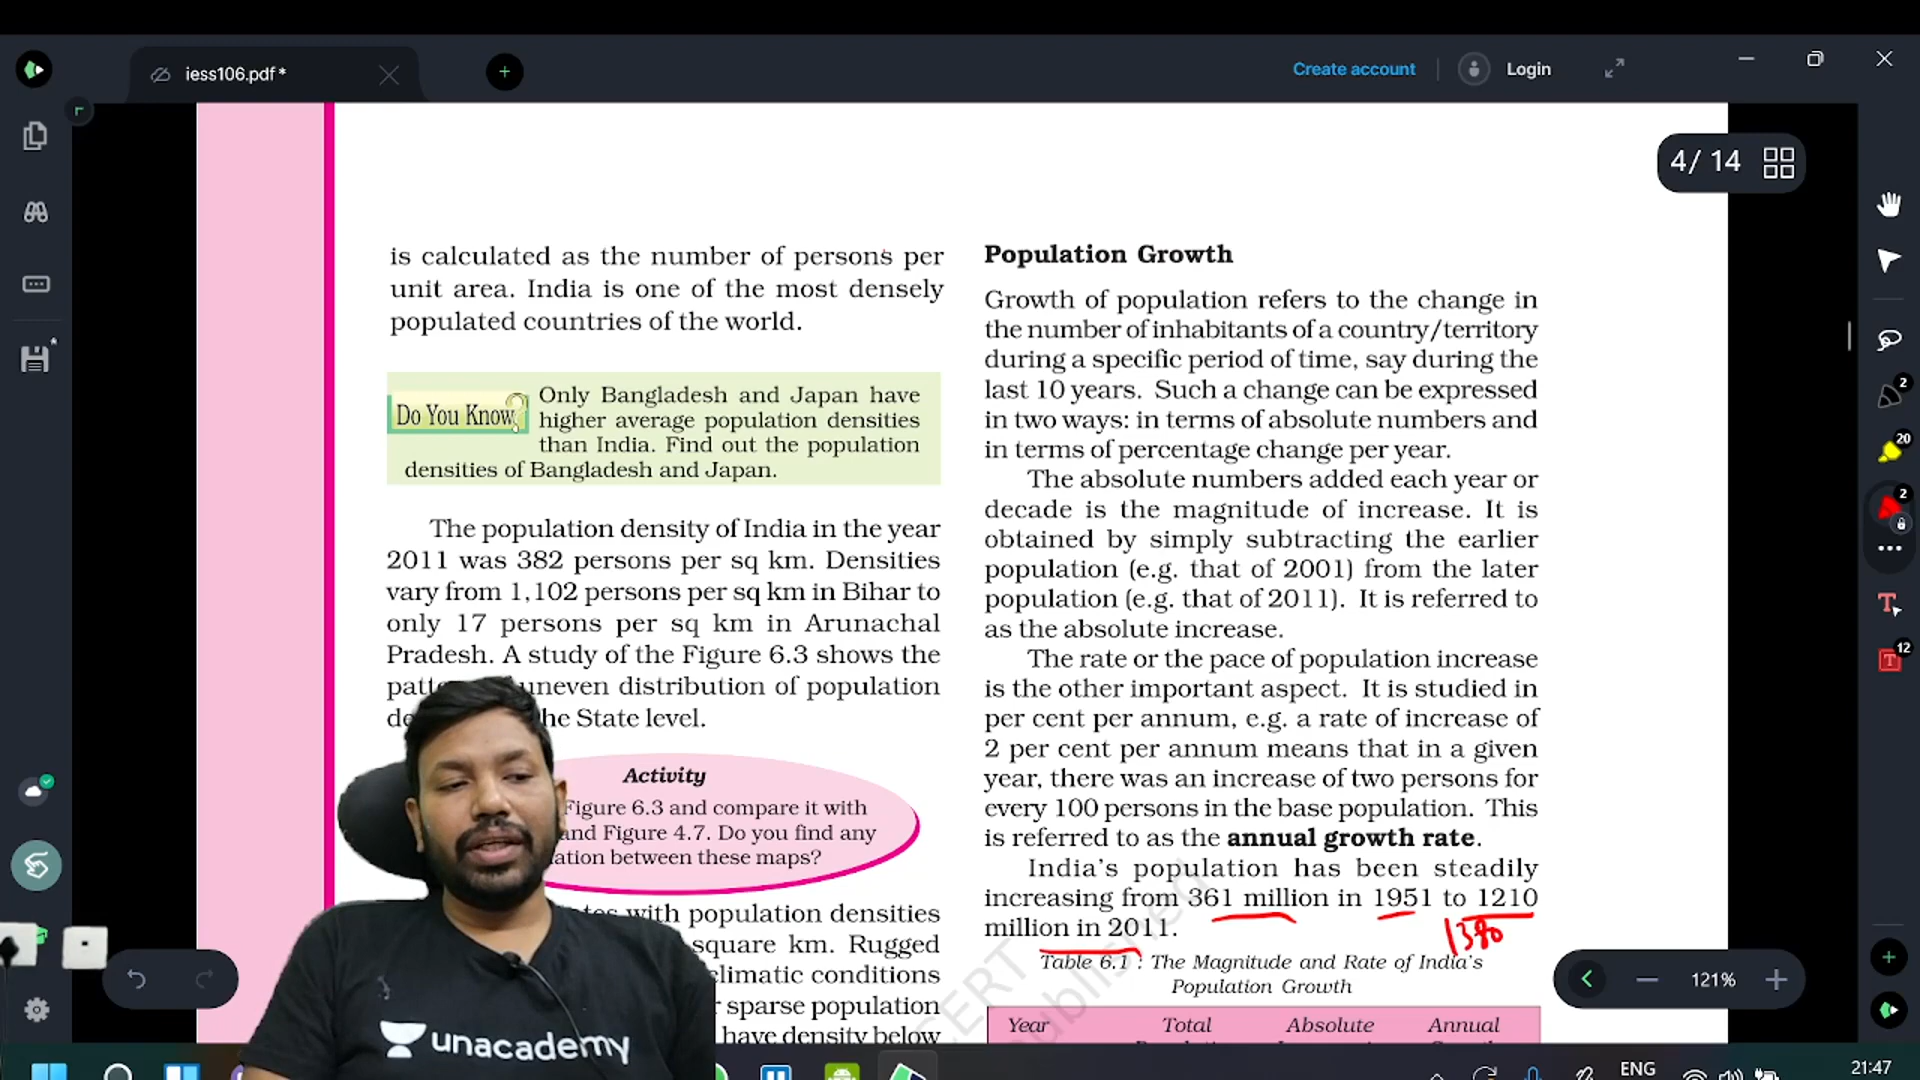 iess106.pdf*
Create account
Login
4/ 14
is calculated as the number of persons per
unit area. India is one of the most densely
populated countries of the world.
Do You Know?
Only Bangladesh and Japan have
higher average population densities
than India. Find out the population
densities of Bangladesh and Japan.
The population density of India in the year
2011 was 382 persons per sq km. Densities
vary from 1,102 persons per sq km in Bihar to
only 17 persons per sq km in Arunachal
Pradesh. A study of the Figure 6.3 shows the
uneven distribution of population
he State level.
Activity
Figure 6.3 and compare it with
and Figure 4.7. Do you find any
ation between these maps?
with population densities
square km. Rugged
climatic conditions
sparse population
have density below
Population Growth
Growth of population refers to the change in
the number of inhabitants of a country/territory
during a specific period of time, say during the
last 10 years. Such a change can be expressed
in two ways: in terms of absolute numbers and
in terms of percentage change per year.
The absolute numbers added each year or
decade is the magnitude of increase. It is
obtained by simply subtracting the earlier
population (e.g. that of 2001) from the later
population (e.g. that of 2011). It is referred to
as the absolute increase.
The rate or the pace of population increase
is the other important aspect. It is studied in
per cent per annum, e.g. a rate of increase of
2 per cent per annum means that in a given
year, there was an increase of two persons for
every 100 persons in the base population. This
is referred to as the annual growth rate.
India's population has been steadily
increasing from 361 million in 1951 to 1210
million in 2011.
1380
Table 6.1 : The Magnitude and Rate of India's
Population Growth
Year Total Absolute Annual
2
20
2
12
121%
unacademy
ENG
21:47